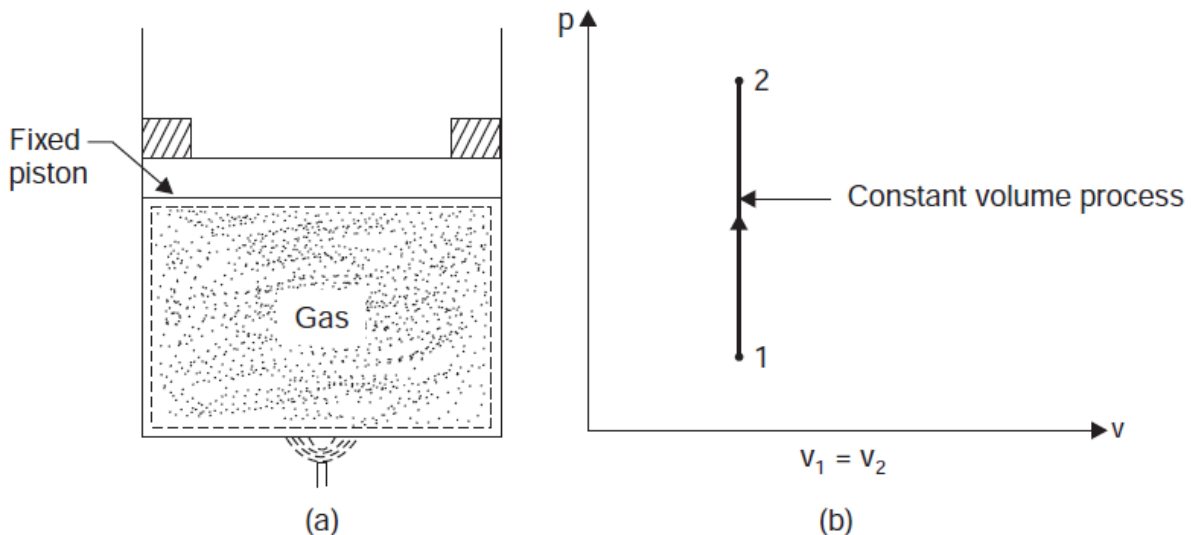 Fixed
piston
Gas
(a)
p
2
Constant volume process
1
v
v₁ = v₂
(b)